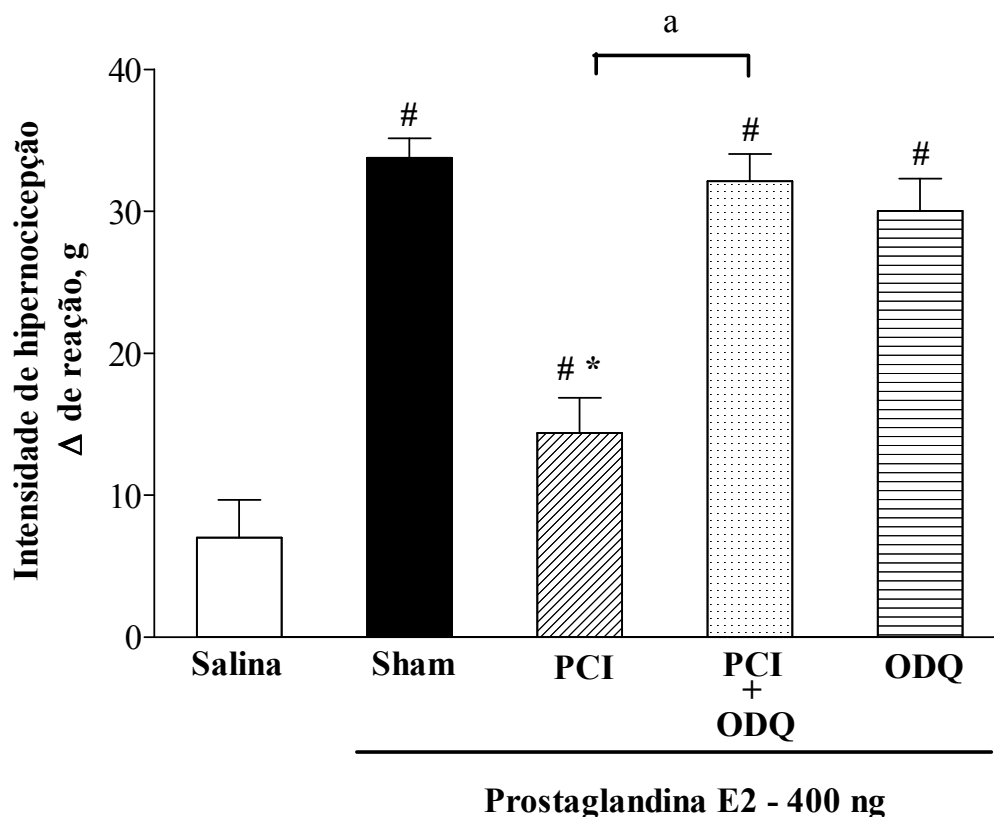 a
40
30
20
10
0
Intensidade de hipernocicepção
Δ de reação, g
#
# *
#
#
Salina
Sham
PCI
PCI
+
ODQ
ODQ
Prostaglandina E2 - 400 ng